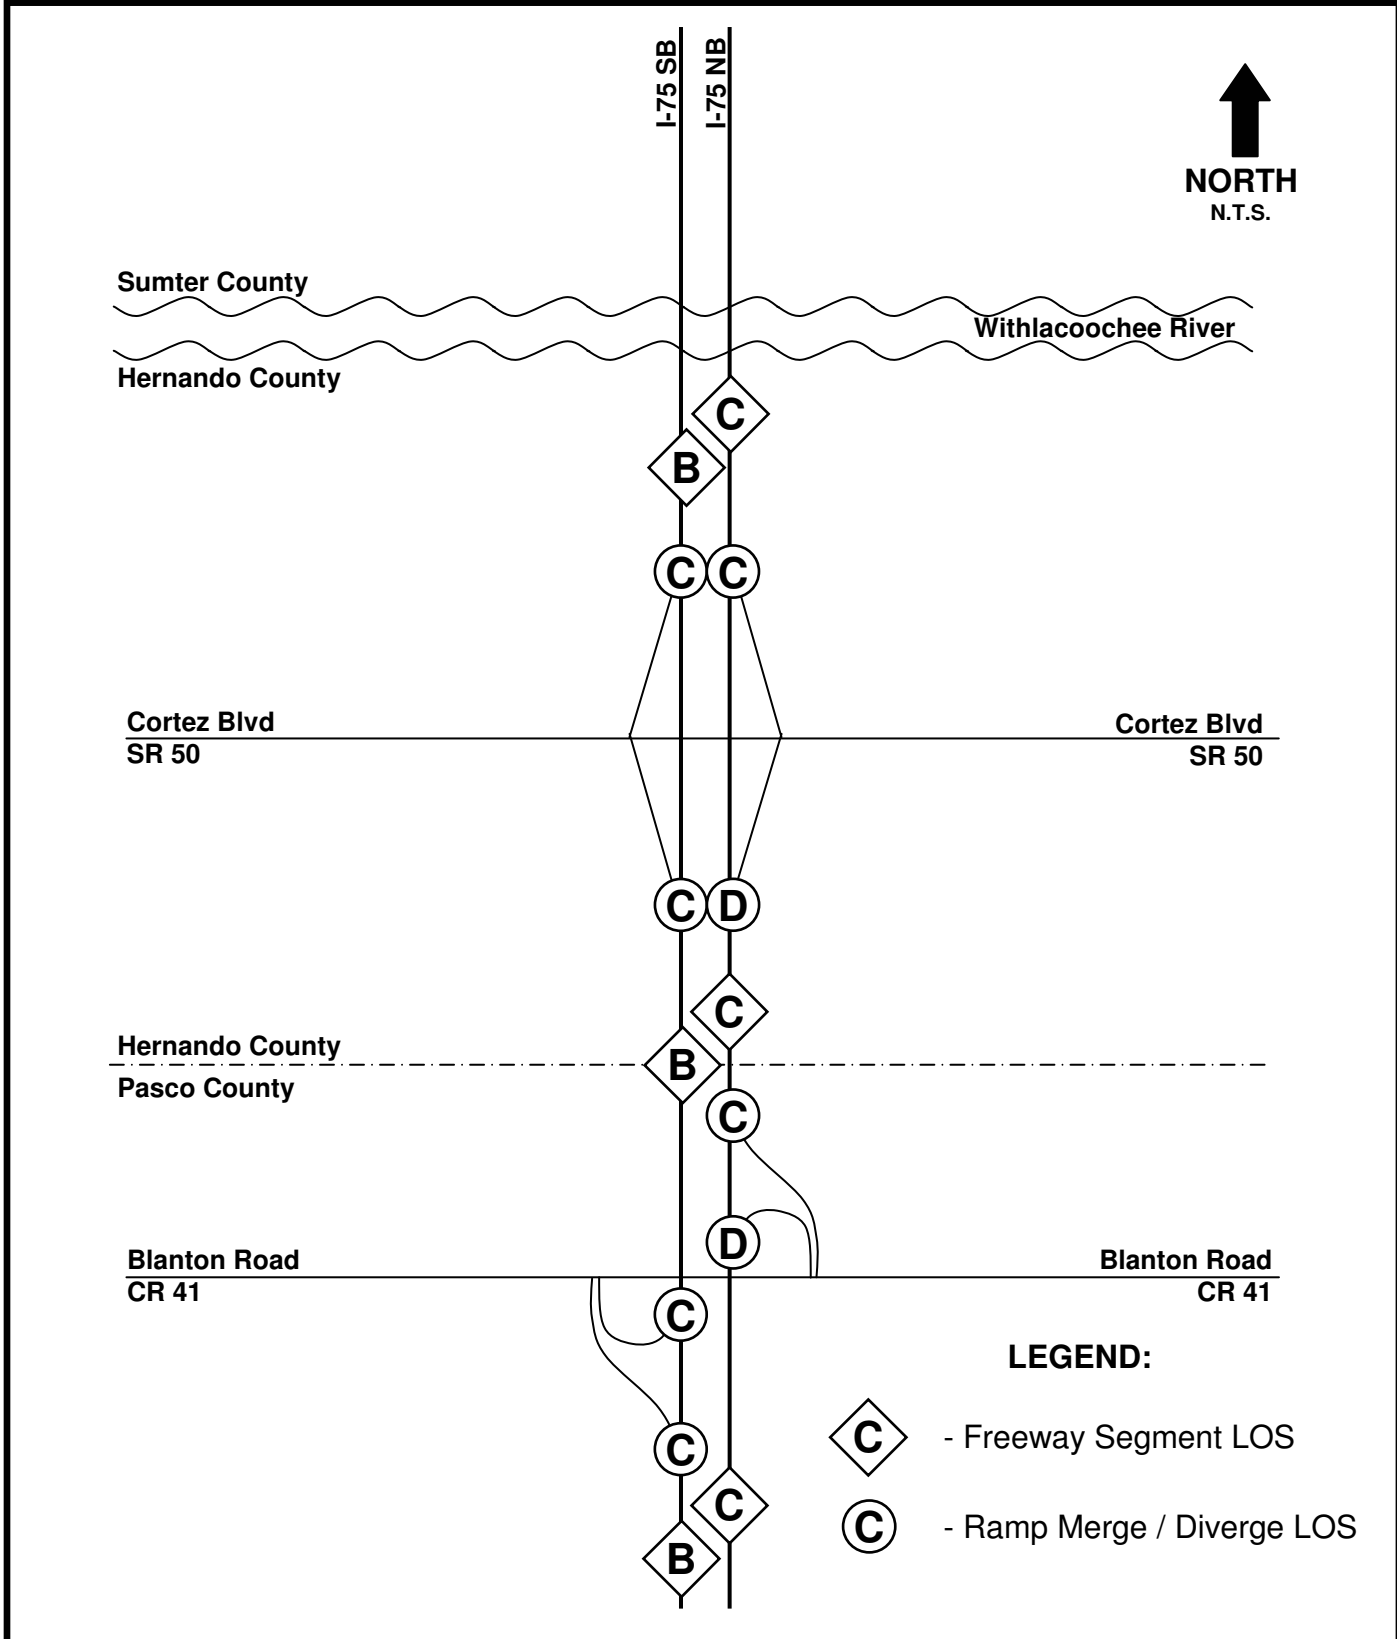 I-75 SB
I-75 NB
NORTH
N.T.S.
Sumter County
Withlacoochee River
Hernando County
C
B
C C
Cortez Blvd
SR 50
Cortez Blvd
SR 50
C D
C
Hernando County
B
Pasco County
C
D
Blanton Road
CR 41
Blanton Road
CR 41
C
LEGEND:
C - Freeway Segment LOS
C
C
C - Ramp Merge / Diverge LOS
B